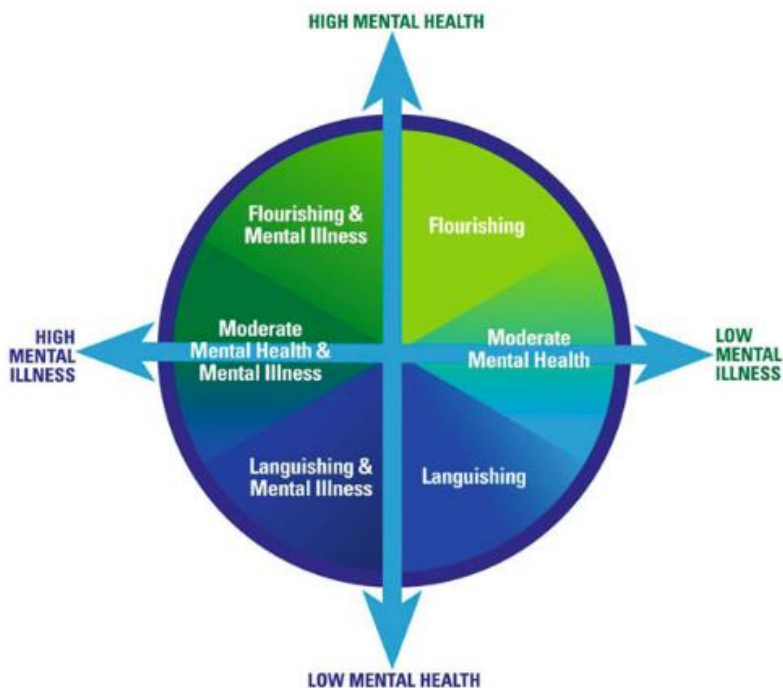 HIGH MENTAL HEALTH
Flourishing &
Mental Illness
Flourishing
HIGH
MENTAL
ILLNESS
Moderate
Mental Health &
Mental Illness
Moderate
Mental Health
LOW
MENTAL
ILLNESS
Languishing &
Mental Illness
Languishing
LOW MENTAL HEALTH